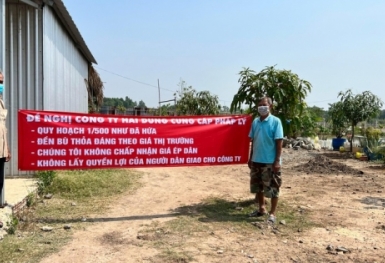 ĐỀ NGHỊ CÔNG TY HẢI DUNG CUNG CẤP PHÁP LÝ
- QUY HOẠCH 1/500 NHƯ ĐÃ HỨA
- ĐỀN BÙ THỎA ĐÁNG THEO GIÁ THỊ TRƯỜNG
- CHÚNG TÔI KHÔNG CHẤP NHẬN GIÁ ÉP DÂN
- KHÔNG LẤY QUYỀN LỢI CỦA NGƯỜI DÂN GIAO CHO CÔNG TY